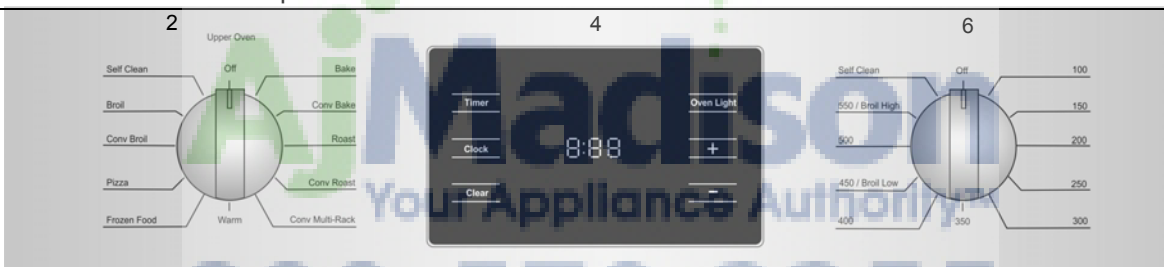 2
4
6
Upper Oven
Off
Self Clean
Bake
Broil
Conv Bake
Conv Broil
Roast
Pizza
Conv Roast
Frozen Food
Warm
Conv Multi-Rack
Timer
Oven Light
Clock
8:88
+
Clear
-
Off
Self Clean
100
550 / Broil High
150
500
200
450 / Broil Low
250
400
350
300
AjMadison
Your Appliance Authority™